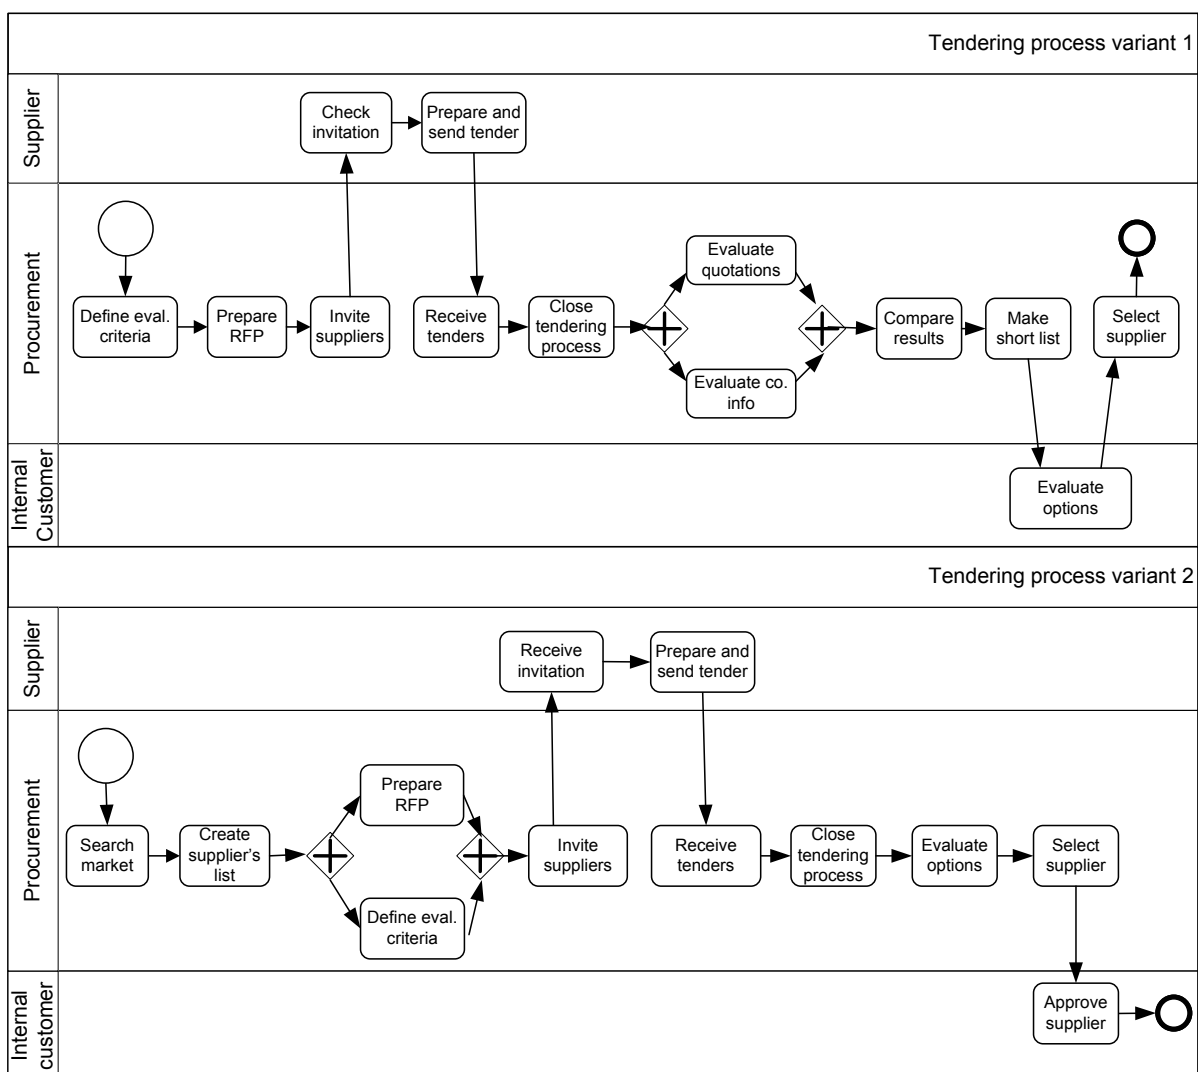 Tendering process variant 1
Supplier
Check
invitation
Prepare and
send tender
Procurement
Define eval.
criteria
Prepare
RFP
Invite
suppliers
Receive
tenders
Close
tendering
process
Evaluate
quotations
Evaluate co.
info
Compare
results
Make
short list
Select
supplier
Internal
Customer
Evaluate
options
Tendering process variant 2
Supplier
Receive
invitation
Prepare and
send tender
Procurement
Search
market
Create
supplier's
list
Prepare
RFP
Define eval.
criteria
Invite
suppliers
Receive
tenders
Close
tendering
process
Evaluate
options
Select
supplier
Internal
customer
Approve
supplier